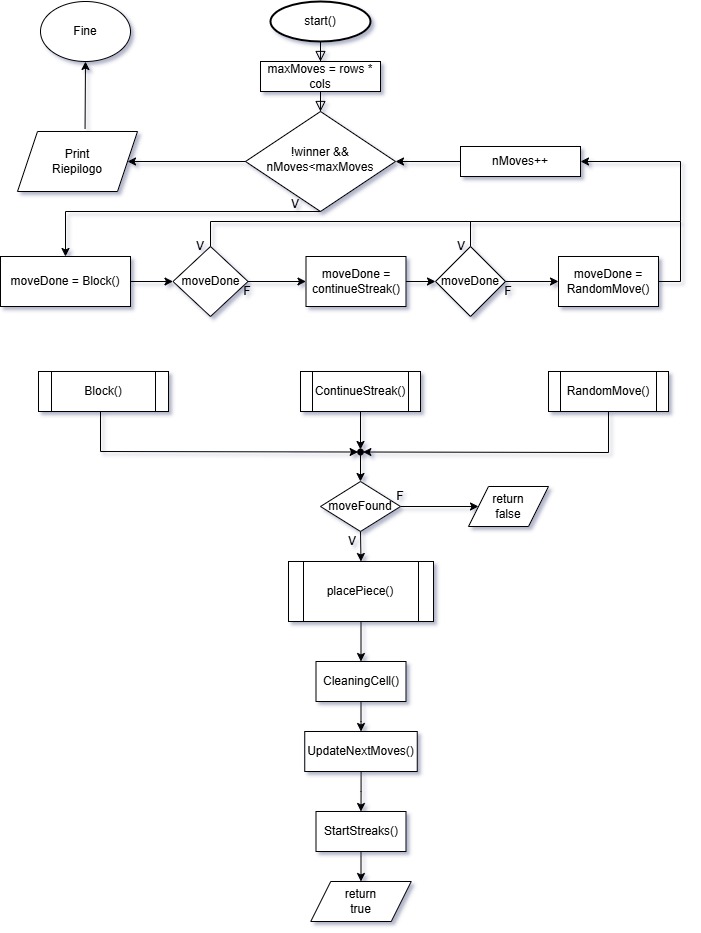 Fine
start()
maxMoves = rows *
cols
Print
Riepilogo
!winner &&
nMoves<maxMoves
nMoves++
V
V
V
moveDone = Block()
moveDone
F
moveDone =
continueStreak()
moveDone
F
moveDone =
RandomMove()
Block()
ContinueStreak()
RandomMove()
moveFound
F
return
false
V
placePiece()
CleaningCell()
UpdateNextMoves()
StartStreaks()
return
true